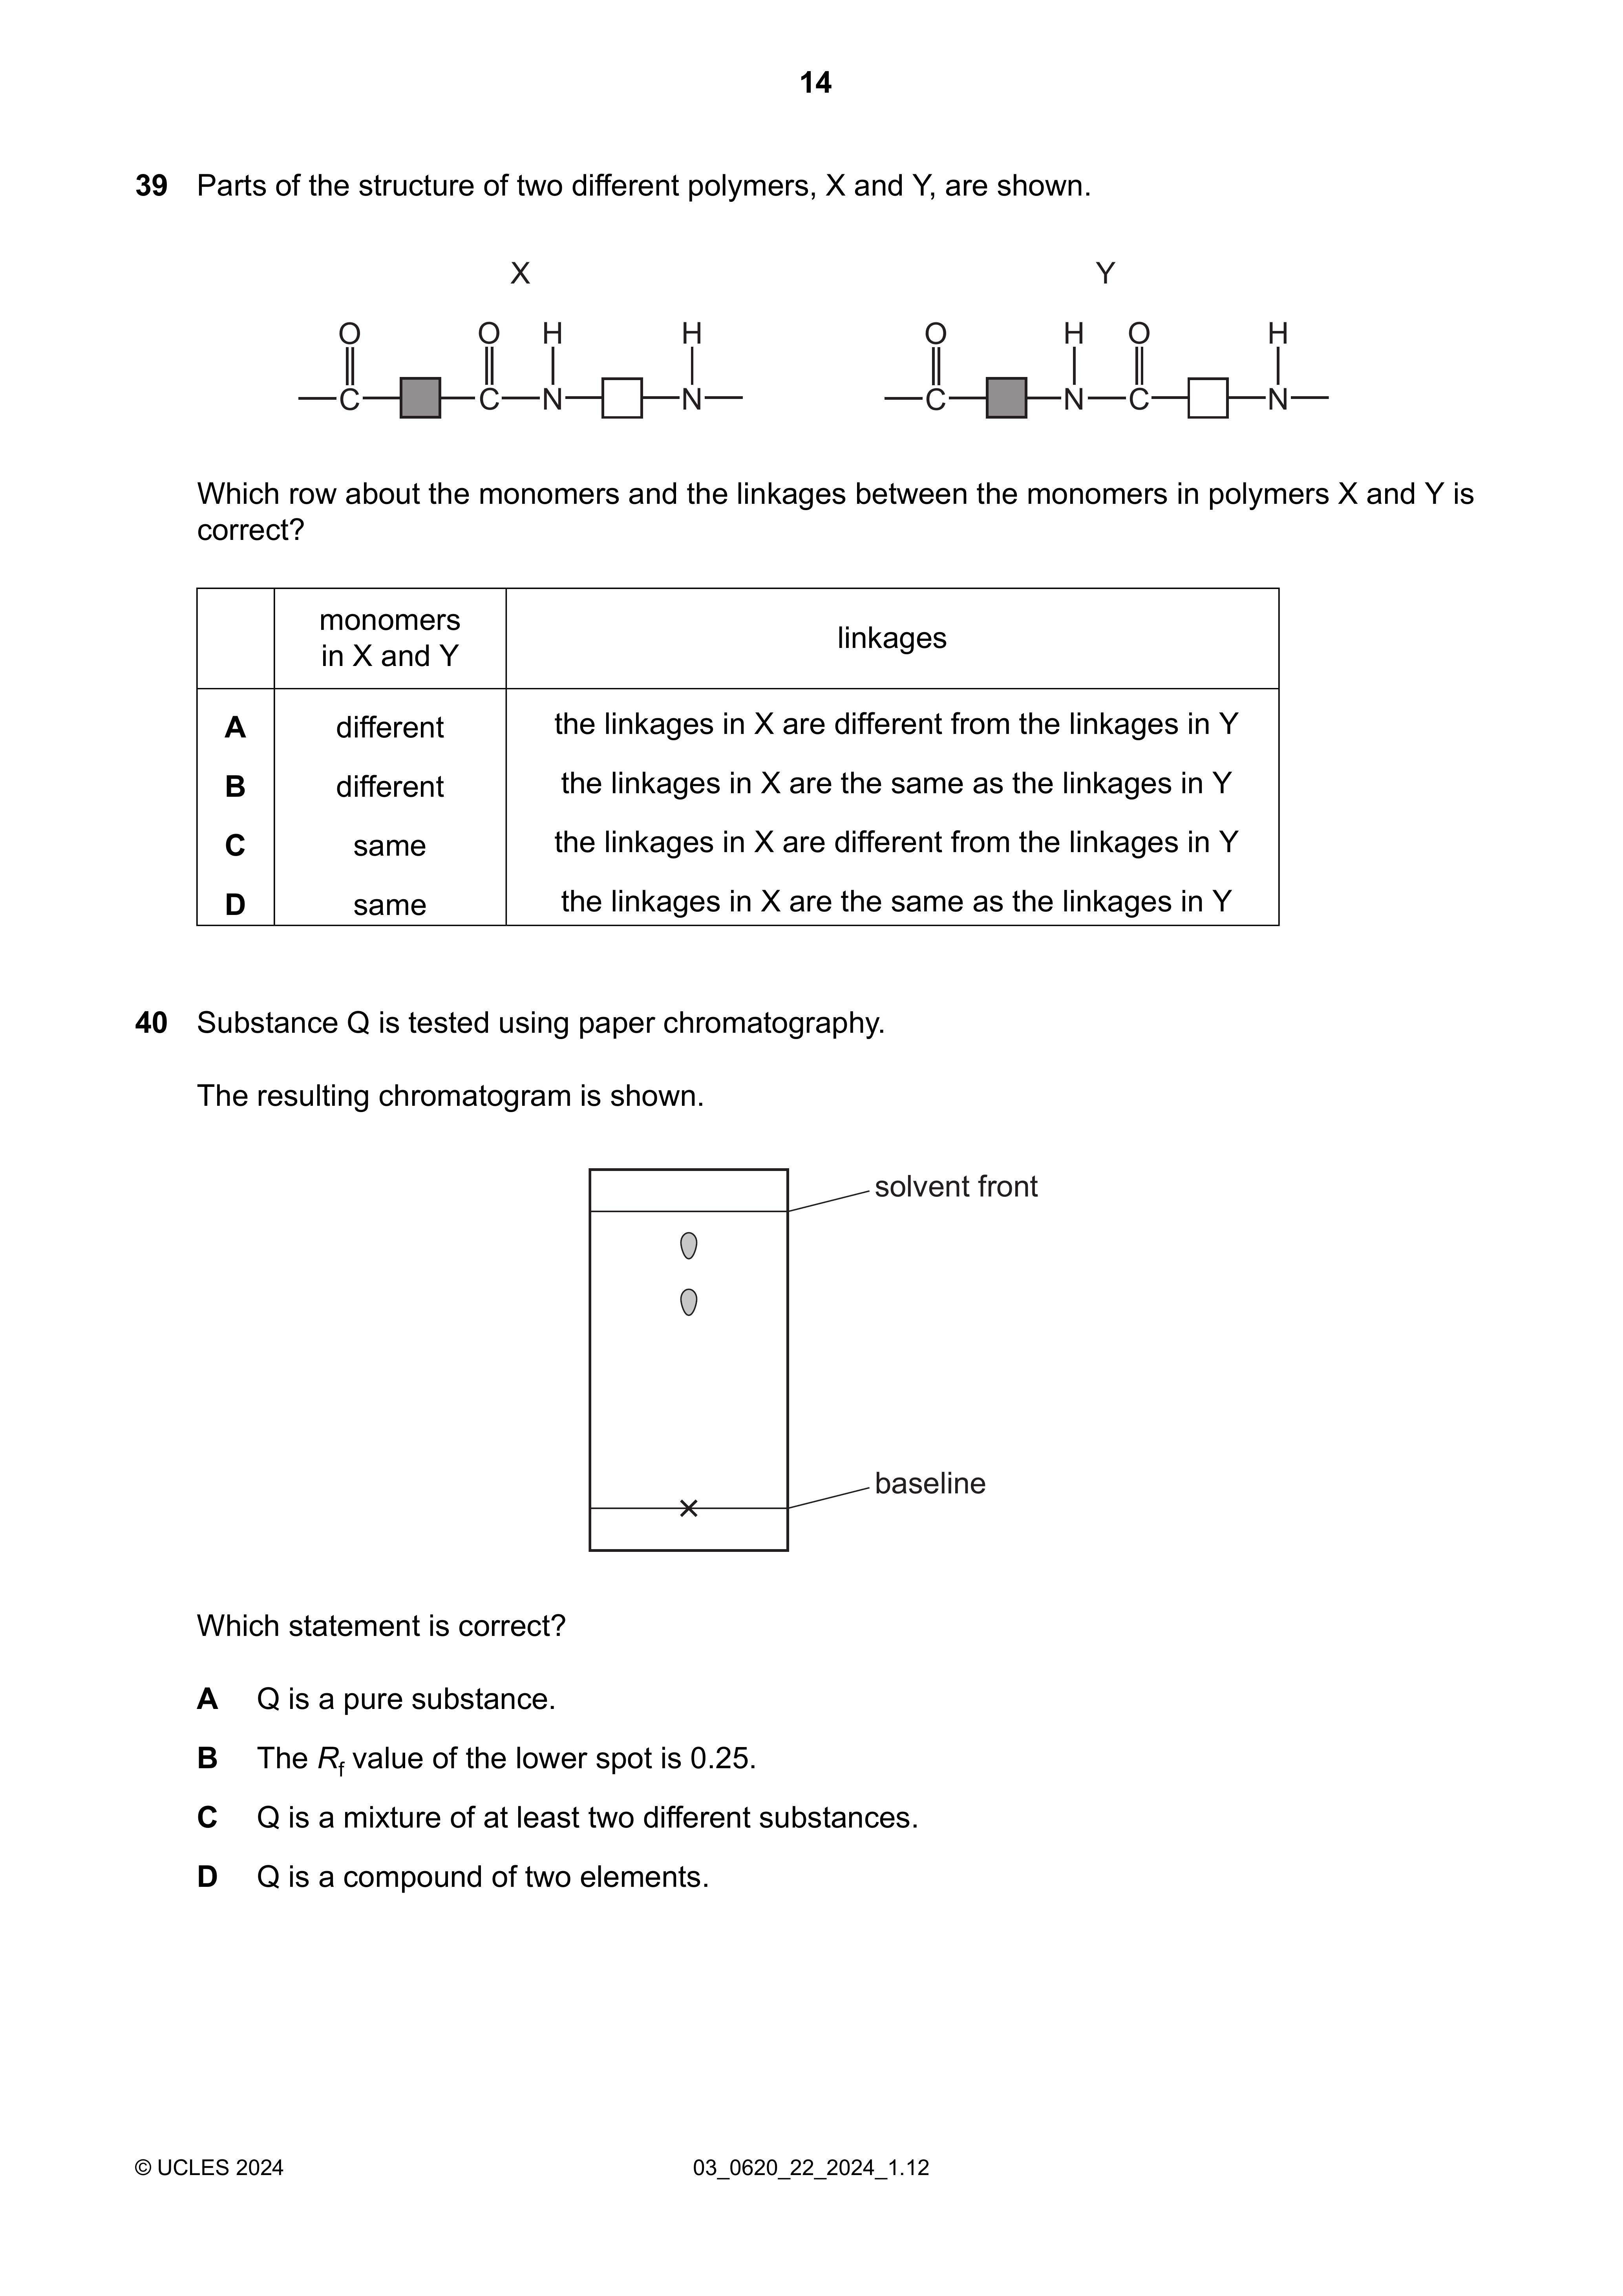 14
39 Parts of the structure of two different polymers, X and Y, are shown.
X Y
O O H H O H O H
C C N N C N C N
Which row about the monomers and the linkages between the monomers in polymers X and Y is
correct?
monomers
in X and Y
linkages
A different the linkages in X are different from the linkages in Y
B different the linkages in X are the same as the linkages in Y
C same the linkages in X are different from the linkages in Y
D same the linkages in X are the same as the linkages in Y
40 Substance Q is tested using paper chromatography.
The resulting chromatogram is shown.
solvent front
baseline
Which statement is correct?
A Q is a pure substance.
B The Rf value of the lower spot is 0.25.
C Q is a mixture of at least two different substances.
D Q is a compound of two elements.
© UCLES 2024 03_0620_22_2024_1.12